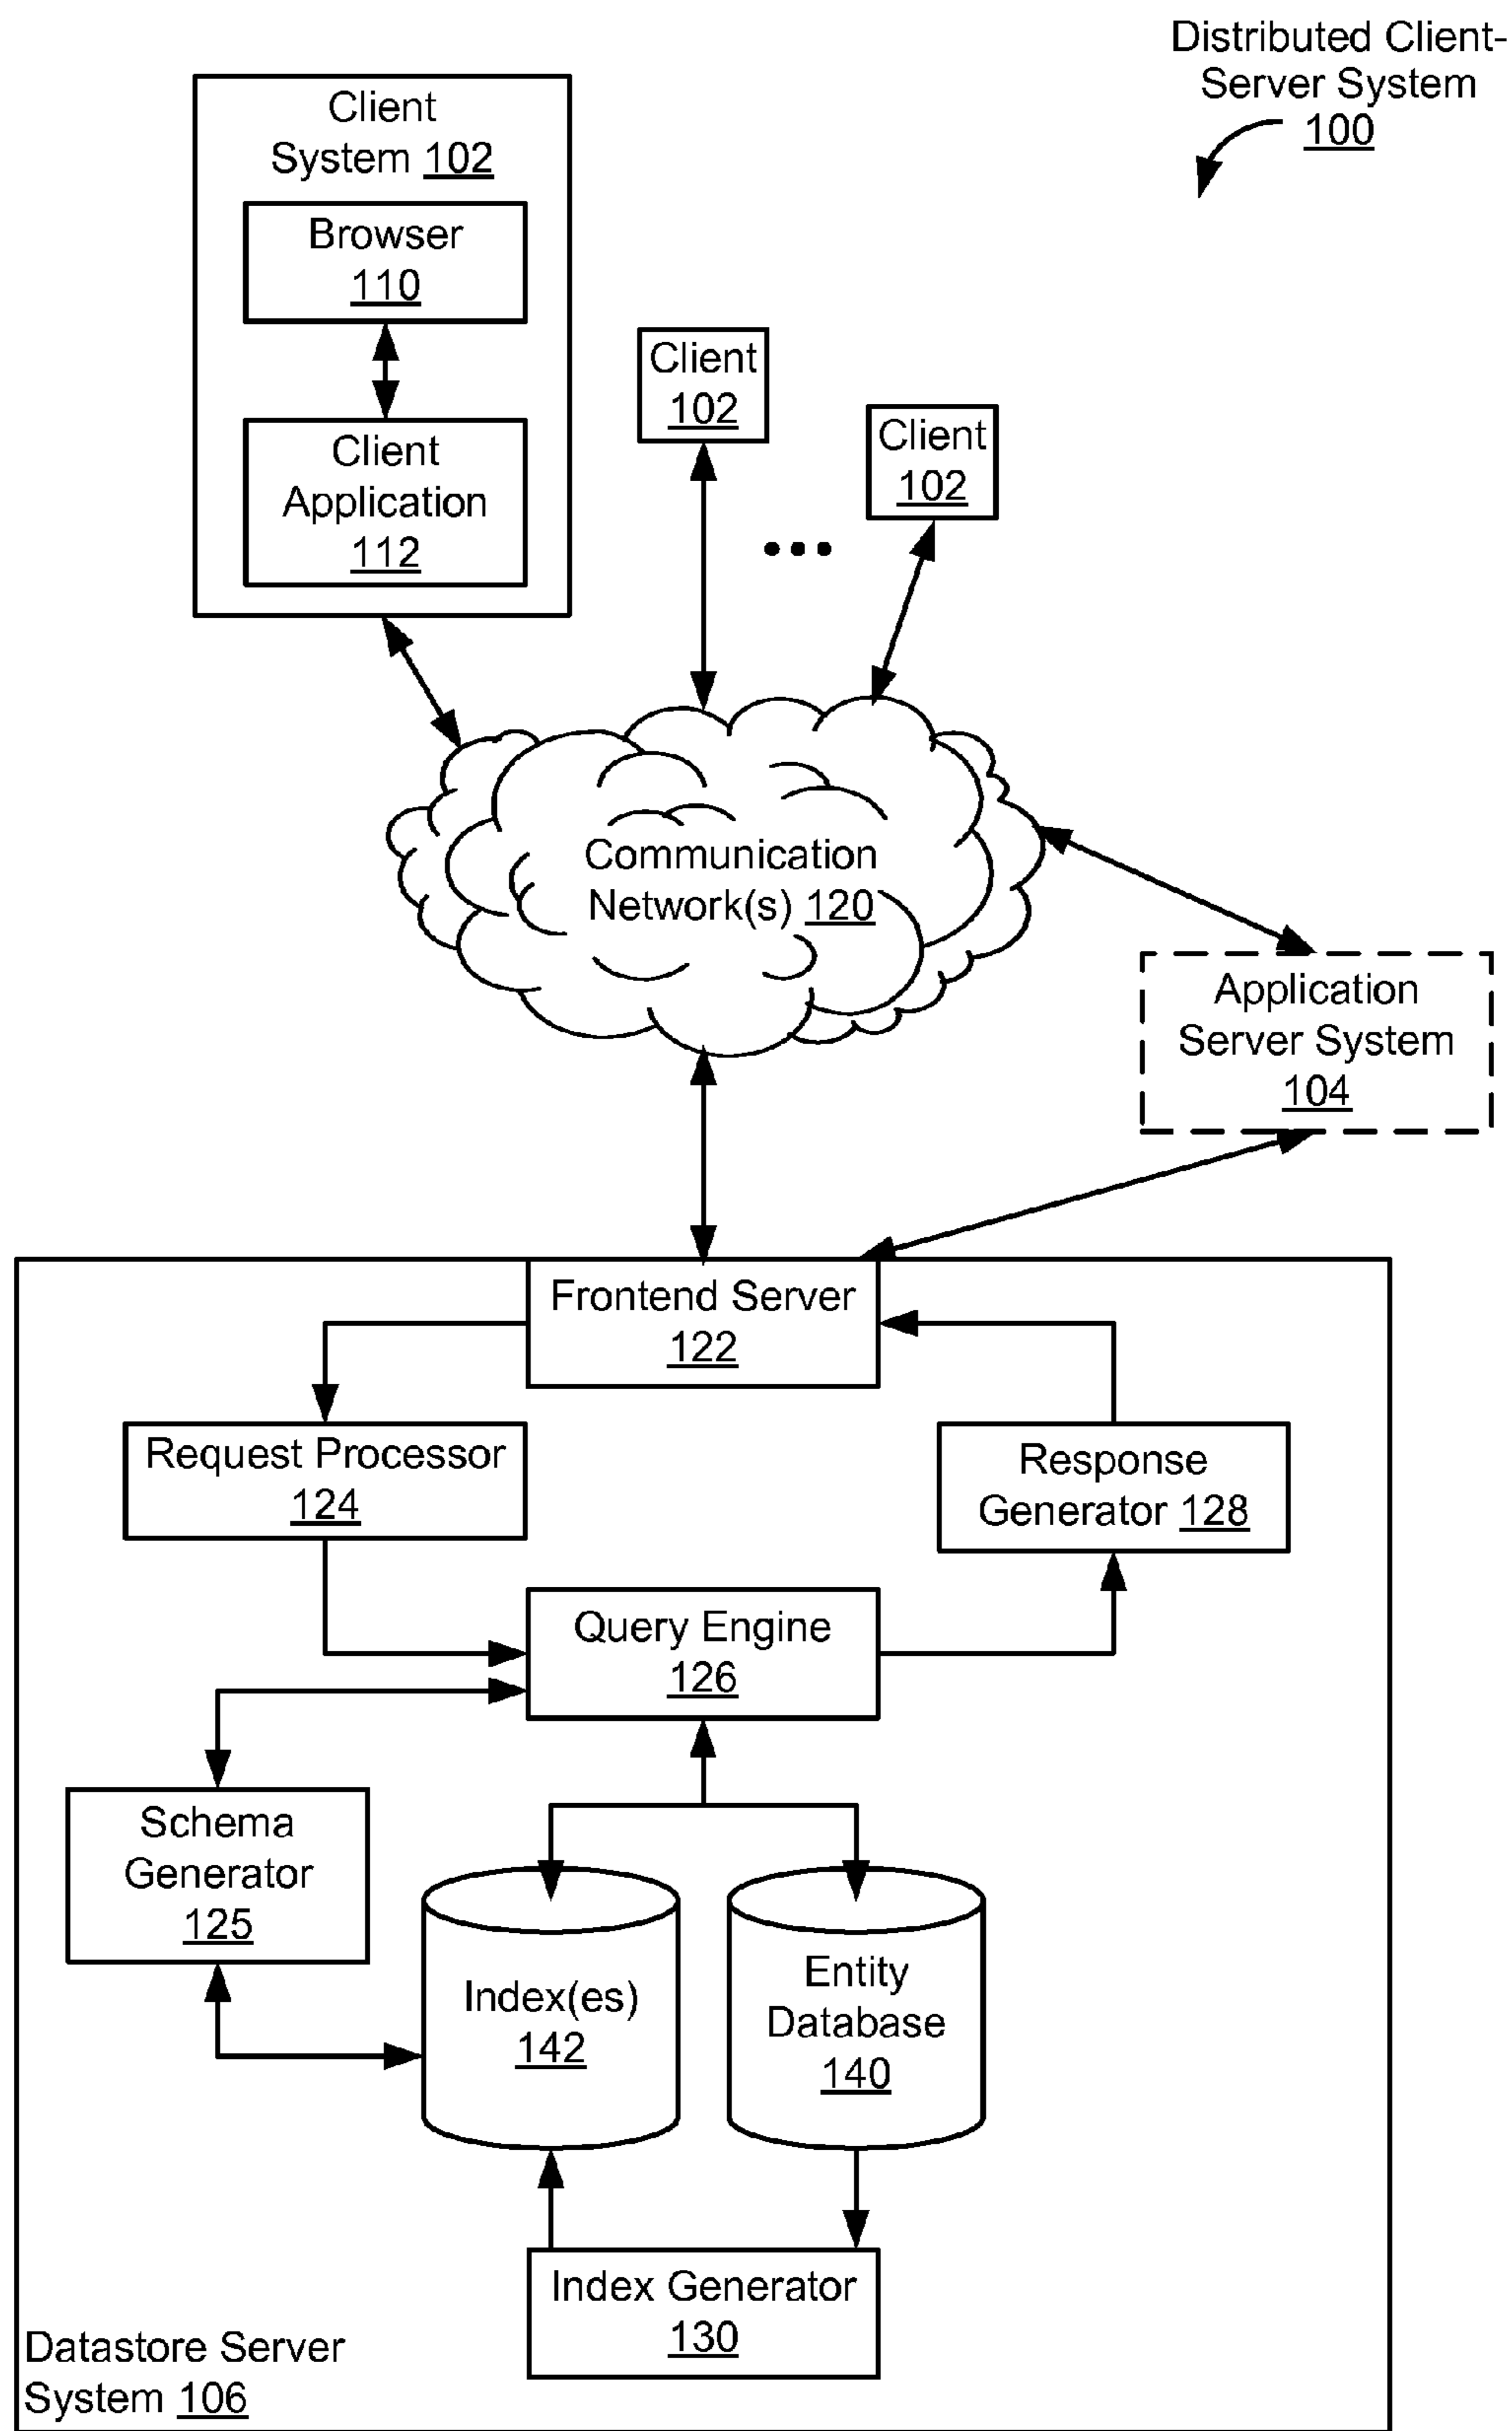 Distributed Client-
Server System
100
Client
System 102
Browser
110
Client
Application
112
Client
102
Client
102
Communication
Network(s) 120
Application
Server System
104
Frontend Server
122
Request Processor
124
Response
Generator 128
Query Engine
126
Schema
Generator
125
Index(es)
142
Entity
Database
140
Index Generator
130
Datastore Server
System 106